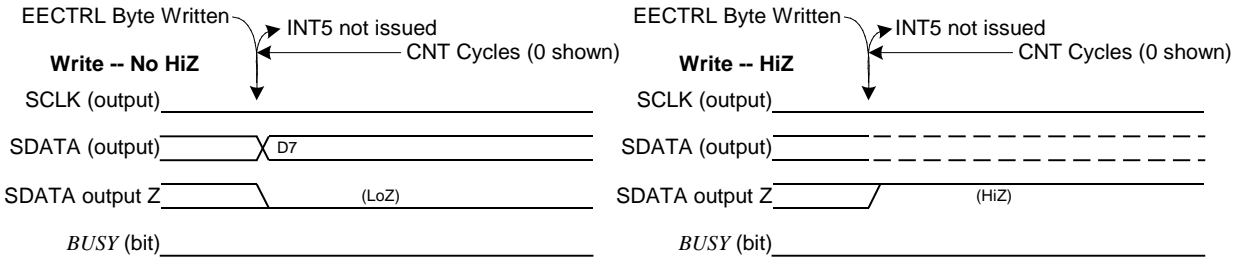 EECTRL Byte Written
INT5 not issued
CNT Cycles (0 shown)
Write -- No HiZ
SCLK (output)
SDATA (output)
D7
SDATA output Z
(LoZ)
BUSY (bit)
EECTRL Byte Written
INT5 not issued
CNT Cycles (0 shown)
Write -- HiZ
SCLK (output)
SDATA (output)
SDATA output Z
(HiZ)
BUSY (bit)